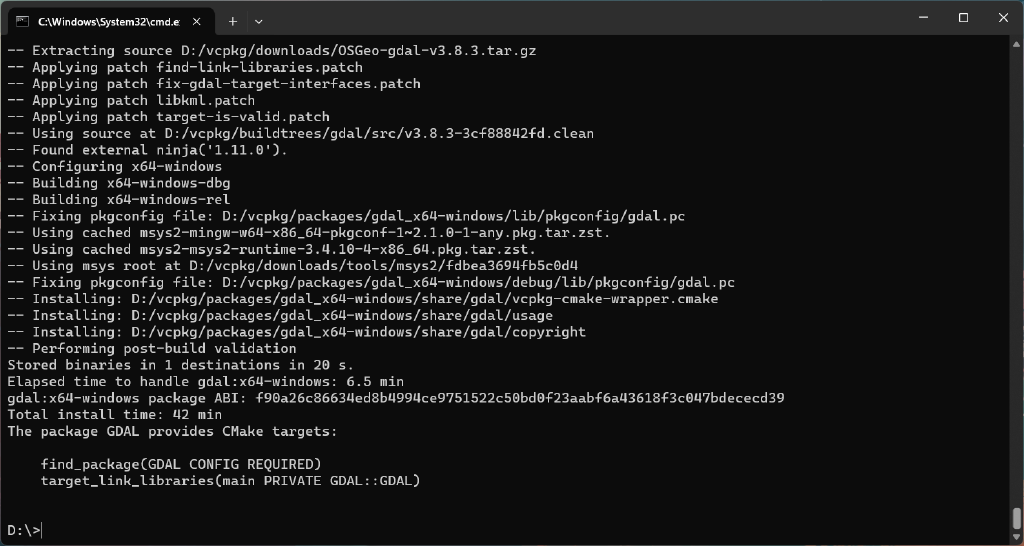 C:\Windows\System32\cmd.e
-- Extracting source D:/vcpkg/downloads/OSGeo-gdal-v3.8.3.tar.gz
-- Applying patch find-link-libraries.patch
-- Applying patch fix-gdal-target-interfaces.patch
-- Applying patch libkml.patch
-- Applying patch target-is-valid.patch
-- Using source at D:/vcpkg/buildtrees/gdal/src/v3.8.3-3cf88842fd.clean
-- Found external ninja('1.11.0').
-- Configuring x64-windows
-- Building x64-windows-dbg
-- Building x64-windows-rel
-- Fixing pkgconfig file: D:/vcpkg/packages/gdal_x64-windows/lib/pkgconfig/gdal.pc
-- Using cached msys2-mingw-w64-x86_64-pkgconf-1~2.1.0-1-any.pkg.tar.zst.
-- Using cached msys2-msys2-runtime-3.4.10-4-x86_64.pkg.tar.zst.
-- Using msys root at D:/vcpkg/downloads/tools/msys2/fdbea3694fb5c0d4
-- Fixing pkgconfig file: D:/vcpkg/packages/gdal_x64-windows/debug/lib/pkgconfig/gdal.pc
-- Installing: D:/vcpkg/packages/gdal_x64-windows/share/gdal/vcpkg-cmake-wrapper.cmake
-- Installing: D:/vcpkg/packages/gdal_x64-windows/share/gdal/usage
-- Installing: D:/vcpkg/packages/gdal_x64-windows/share/gdal/copyright
-- Performing post-build validation
Stored binaries in 1 destinations in 20 s.
Elapsed time to handle gdal:x64-windows: 6.5 min
gdal:x64-windows package ABI: f90a26c86634ed8b4994ce9751522c50bd0f23aabf6a43618f3c047bdececd39
Total install time: 42 min
The package GDAL provides CMake targets:
find_package(GDAL CONFIG REQUIRED)
target_link_libraries(main PRIVATE GDAL::GDAL)
D:\>